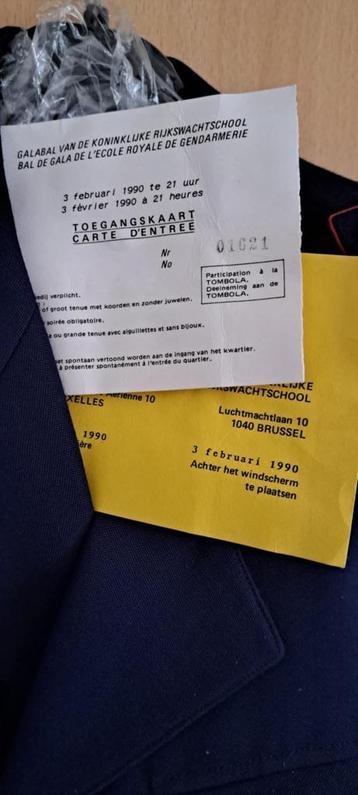 GALABAL VAN DE KONINKLIJKE RIJKSWACHTSCHOOL
BAL DE GALA DE L'ECOLE ROYALE DE GENDARMERIE
3 februari 1990 te 21 uur
3 février 1990 à 21 heures
TOEGANGSKAART
CARTE D'ENTREE
Nr
No
01621
Participation à la
TOMBOLA.
Deelneming aan de
TOMBOLA.
verplicht.
of groot tenue met koorden en zonder juwelen.
soirée obligatoire.
ou grande tenue avec aiguillettes et sans bijoux.
spontaan vertoond worden aan de ingang van het kwartier.
à présenter spontanément à l'entrée du quartier.
10
1990
Luchtmachtlaan 10
1040 BRUSSEL
3 februari 1990
Achter het windscherm
te plaatsen